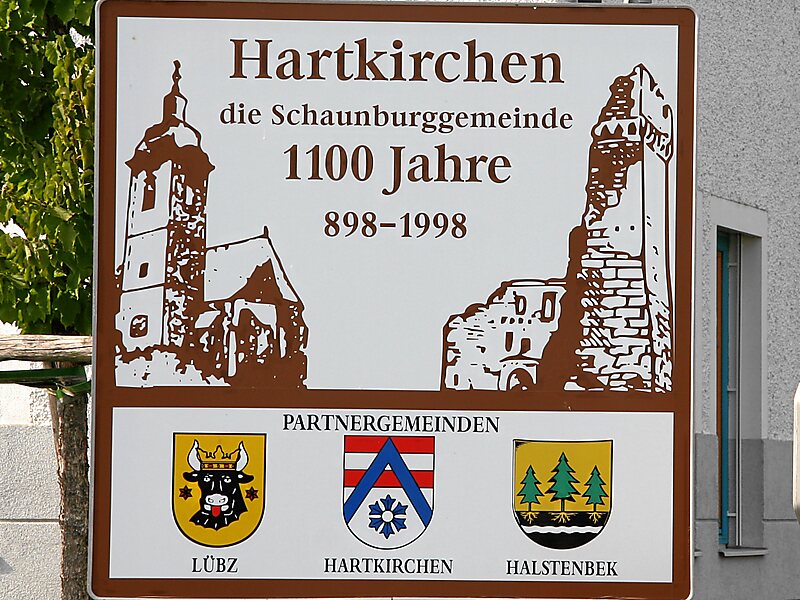 Hartkirchen
die Schaunburggemeinde
1100 Jahre
898-1998
PARTNERGEMEINDEN
LÜBZ
HARTKIRCHEN
HALSTENBEK